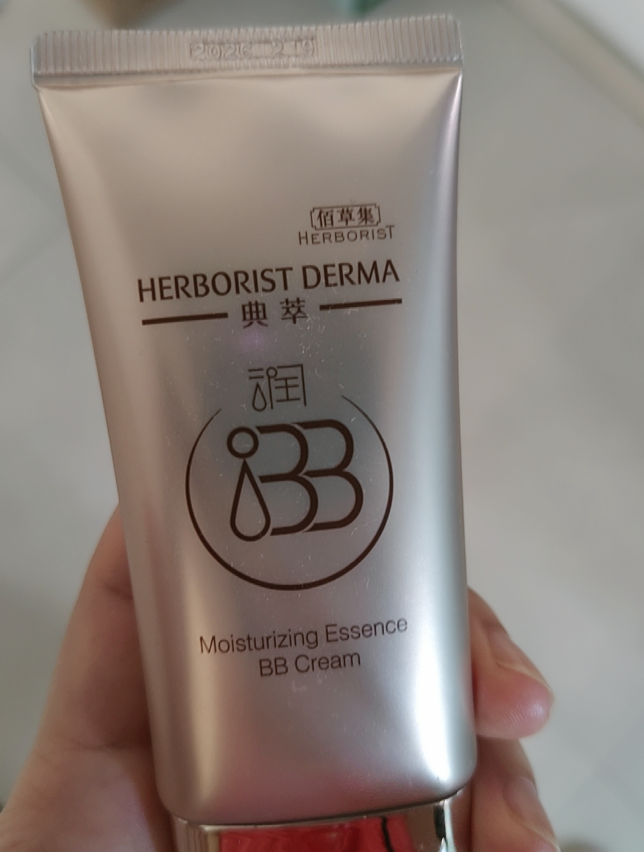 佰草集
HERBORIST
HERBORIST DERMA
典萃
润
BB
Moisturizing Essence
BB Cream